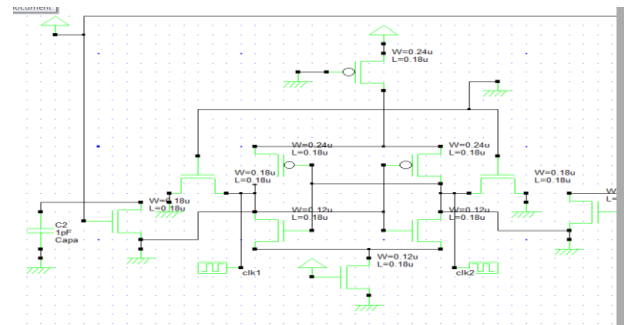 ocument.
W=0.24u
L=0.18u
W=0.24u
L=0.18u
W=0.24u
L=0.18u
W=0.18u
L=0.18u
W=0.18u
L=0.18u
W=0.18u
L=0.18u
W=0.12u
L=0.18u
W=0.12u
L=0.18u
C2
1pF
Capa
W=0.12u
L=0.18u
clk1
clk2
W
L=